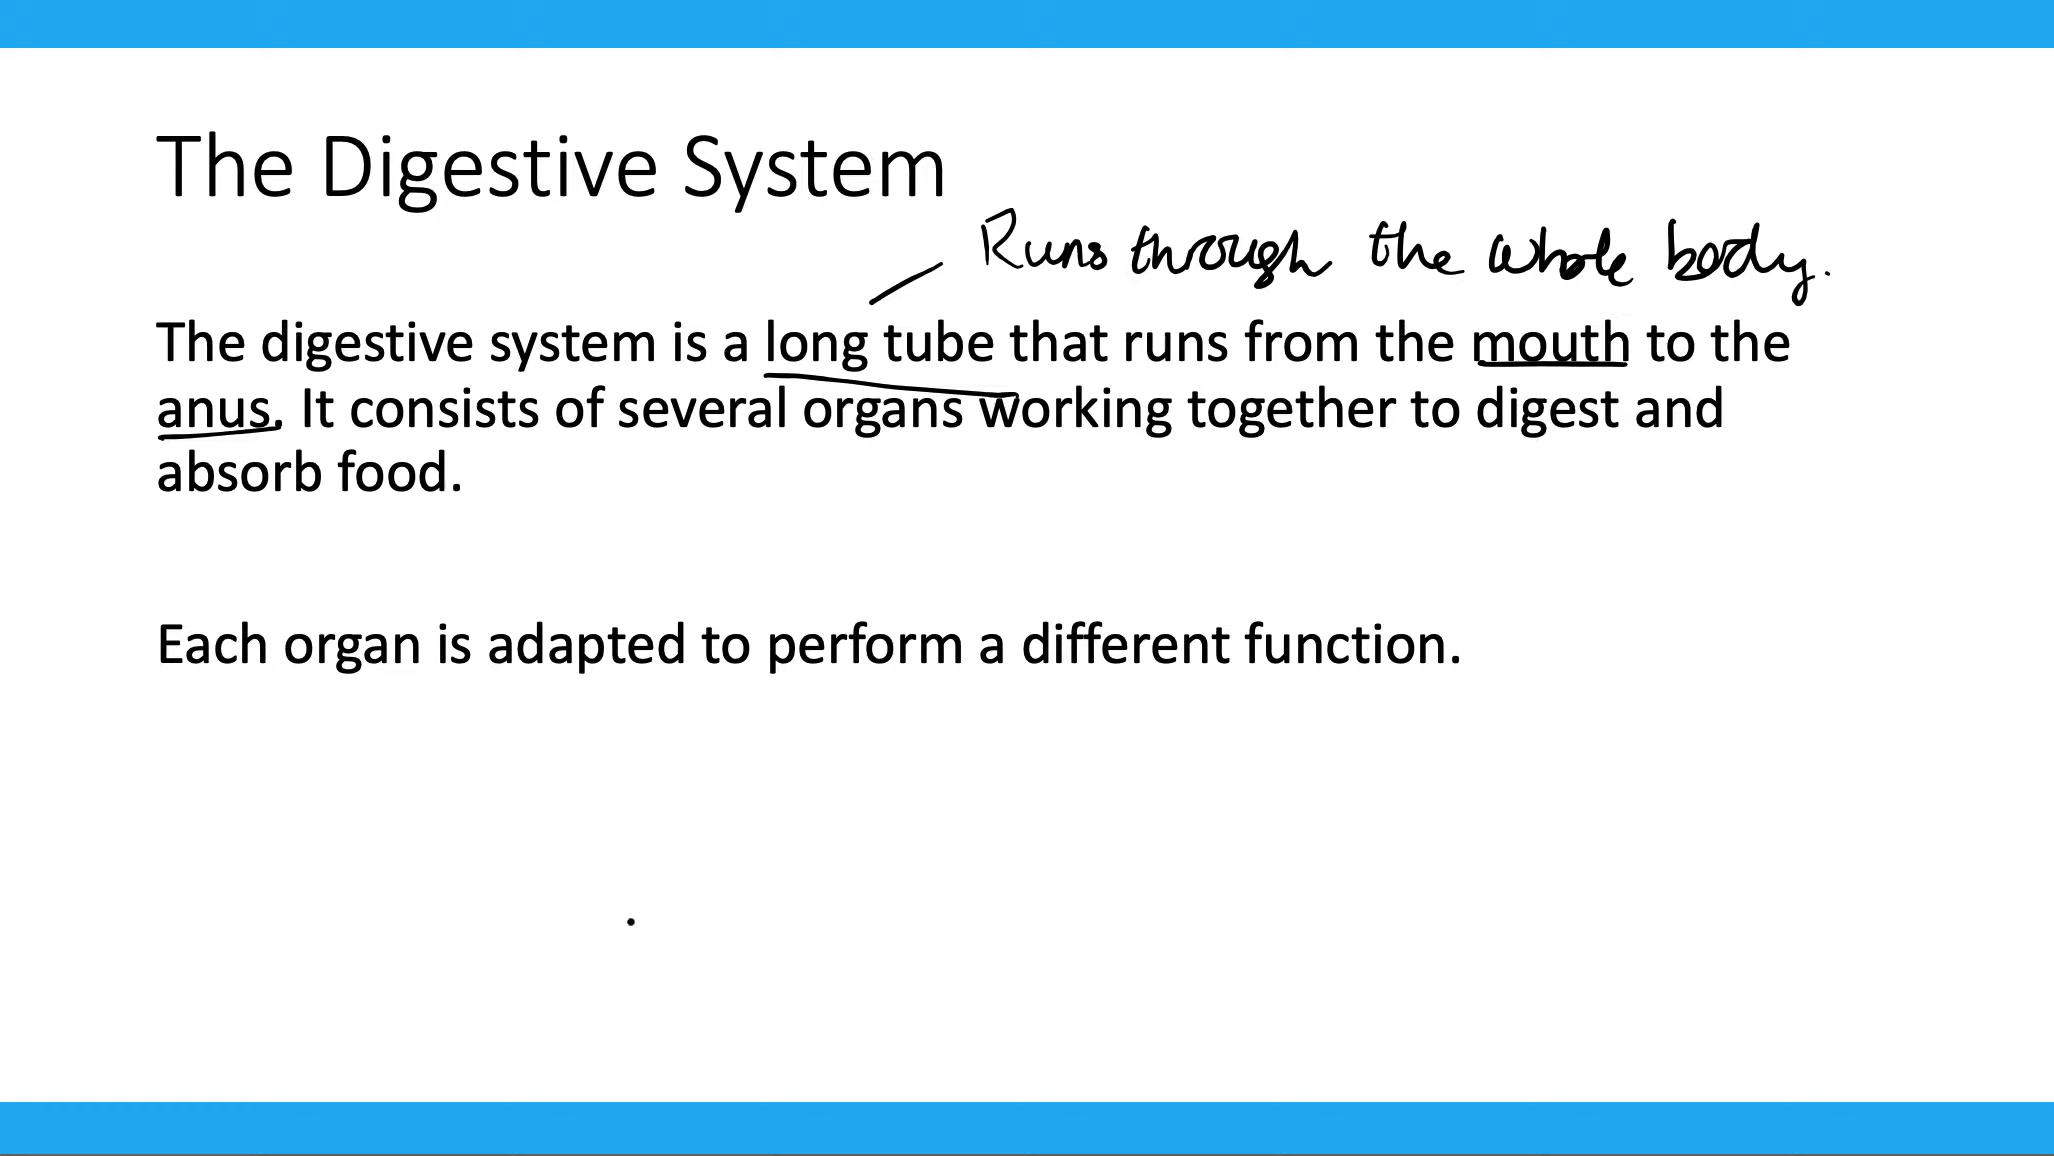 The Digestive System
Runs through the whole body.
The digestive system is a long tube that runs from the mouth to the
anus. It consists of several organs working together to digest and
absorb food.
Each organ is adapted to perform a different function.